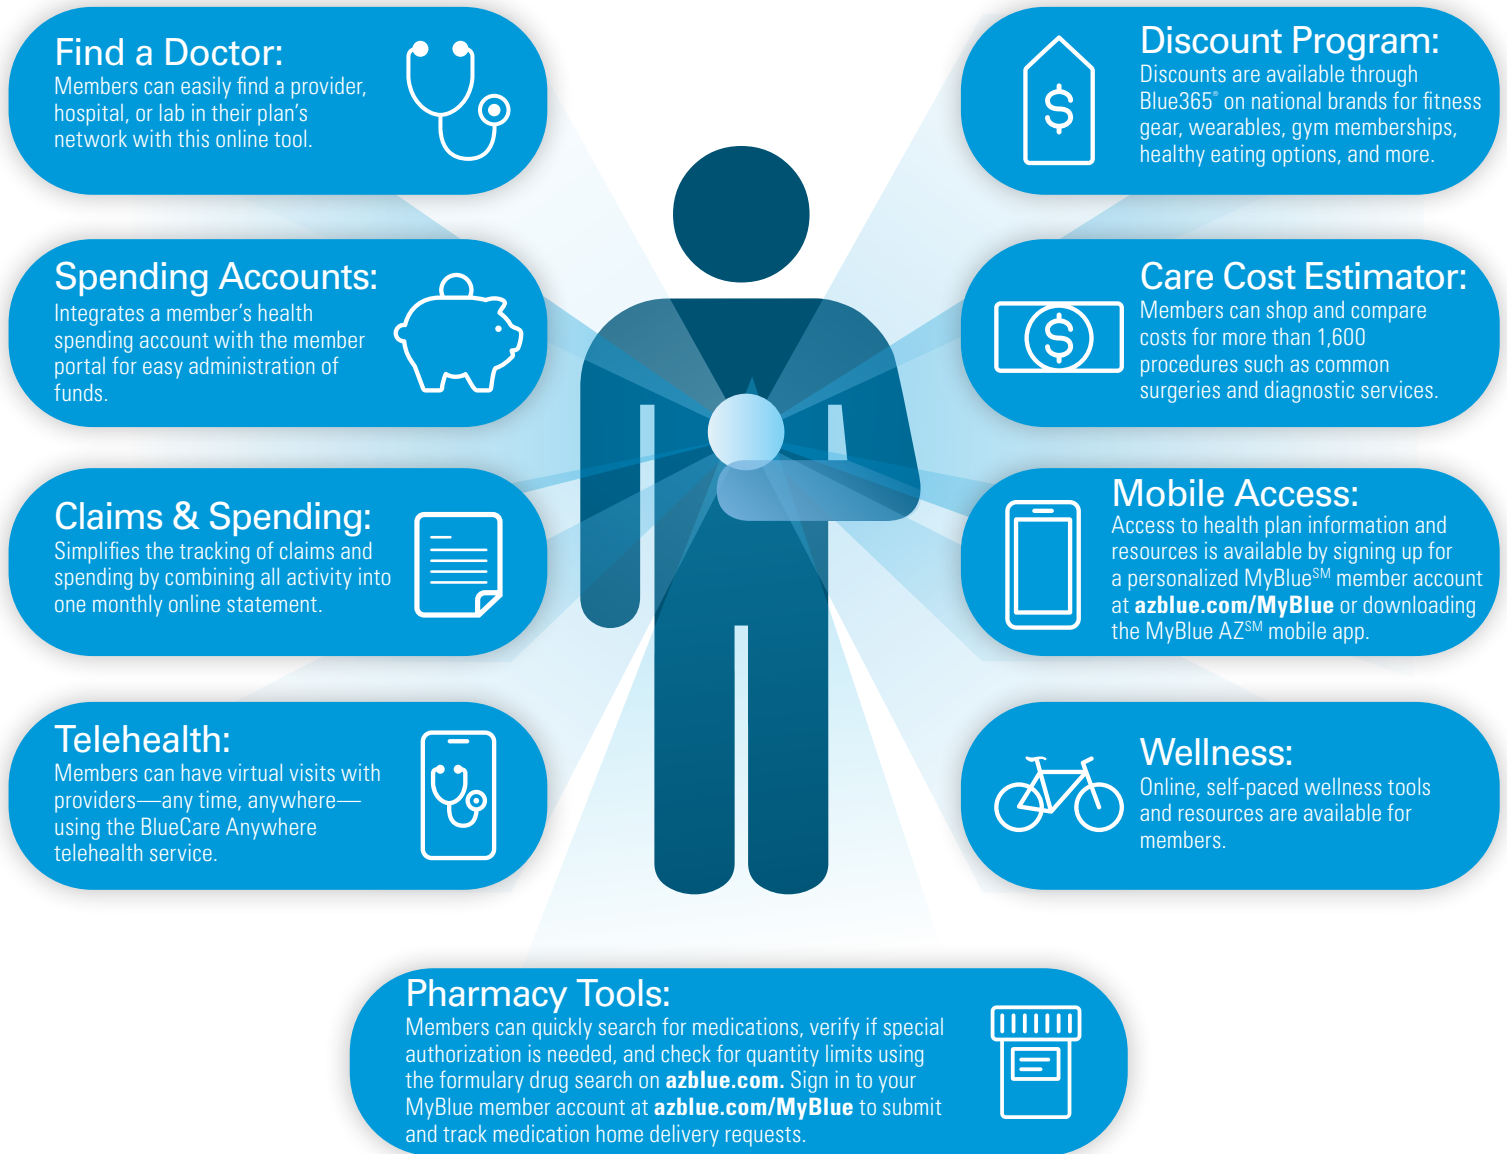 Find a Doctor:
Members can easily find a provider,
hospital, or lab in their plan's
network with this online tool.
Spending Accounts:
Integrates a member's health
spending account with the member
portal for easy administration of
funds.
Claims & Spending:
Simplifies the tracking of claims and
spending by combining all activity into
one monthly online statement.
Telehealth:
Members can have virtual visits with
providers—any time, anywhere—
using the BlueCare Anywhere
telehealth service.
$
Discount Program:
Discounts are available through
Blue365® on national brands for fitness
gear, wearables, gym memberships,
healthy eating options, and more.
$
Care Cost Estimator:
Members can shop and compare
costs for more than 1,600
procedures such as common
surgeries and diagnostic services.
Mobile Access:
Access to health plan information and
resources is available by signing up for
a personalized MyBlue℠ member account
at azblue.com/MyBlue or downloading
the MyBlue AZ℠ mobile app.
Wellness:
Online, self-paced wellness tools
and resources are available for
members.
Pharmacy Tools:
Members can quickly search for medications, verify if special
authorization is needed, and check for quantity limits using
the formulary drug search on azblue.com. Sign in to your
MyBlue member account at azblue.com/MyBlue to submit
and track medication home delivery requests.